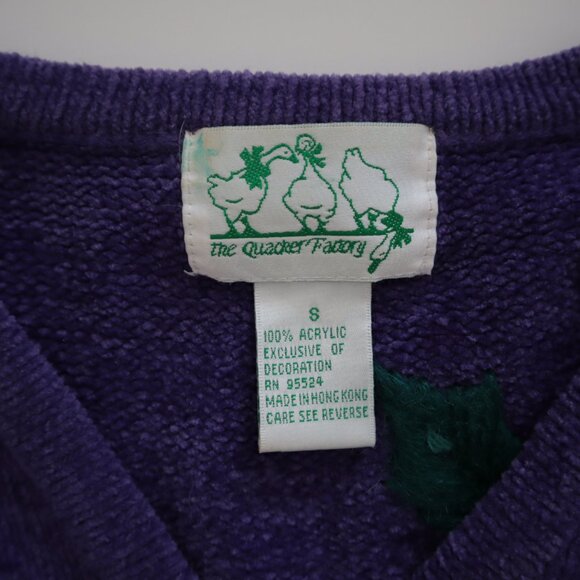 The Quacker Factory
S
100% ACRYLIC
EXCLUSIVE OF
DECORATION
RN 95524
MADE IN HONG KONG
CARE SEE REVERSE